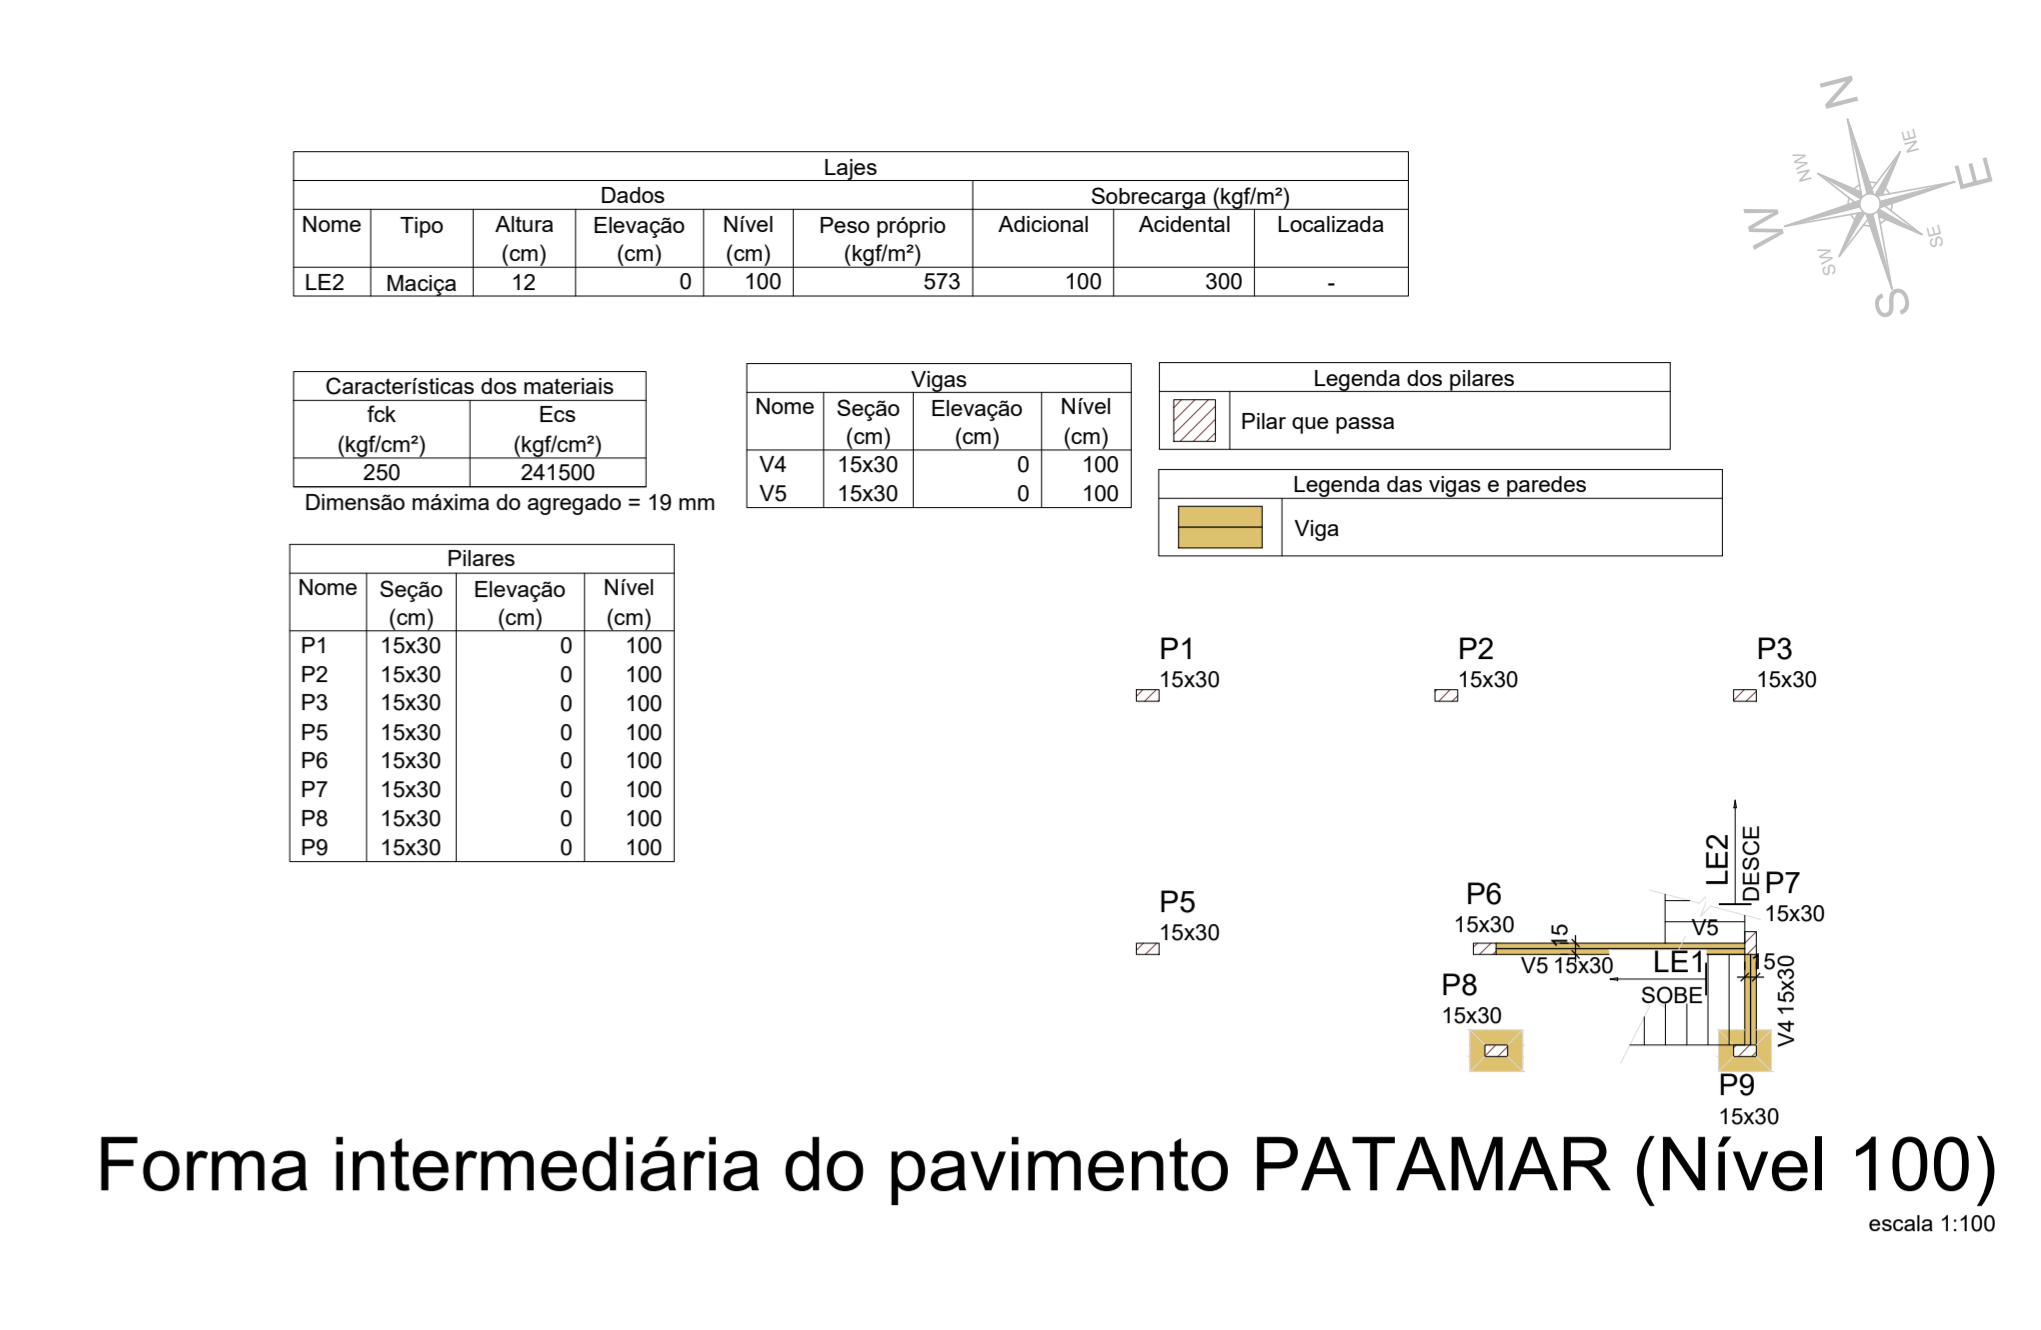 N
NE
E
SE
S
SW
W
NW
Lajes
Dados Sobrecarga (kgf/m²)
Nome Tipo Altura (cm) Elevação (cm) Nível (cm) Peso próprio (kgf/m²) Adicional Acidental Localizada
LE2 Maciça 12 0 100 573 100 300 -
Características dos materiais
fck (kgf/cm²) Ecs (kgf/cm²)
250 241500
Dimensão máxima do agregado = 19 mm
Vigas
Nome Seção (cm) Elevação (cm) Nível (cm)
V4 15x30 0 100
V5 15x30 0 100
Legenda dos pilares
Pilar que passa
Legenda das vigas e paredes
Viga
Pilares
Nome Seção (cm) Elevação (cm) Nível (cm)
P1 15x30 0 100
P2 15x30 0 100
P3 15x30 0 100
P5 15x30 0 100
P6 15x30 0 100
P7 15x30 0 100
P8 15x30 0 100
P9 15x30 0 100
P1
15x30
P2
15x30
P3
15x30
LE2
DESCE
P5
15x30
P6
15x30
P7
15x30
V5
15
V5 15x30
LE1
SOBE
15
V4 15x30
P8
15x30
P9
15x30
Forma intermediária do pavimento PATAMAR (Nível 100)
escala 1:100